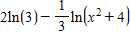 2ln(3) − 1/3 ln(x² + 4)